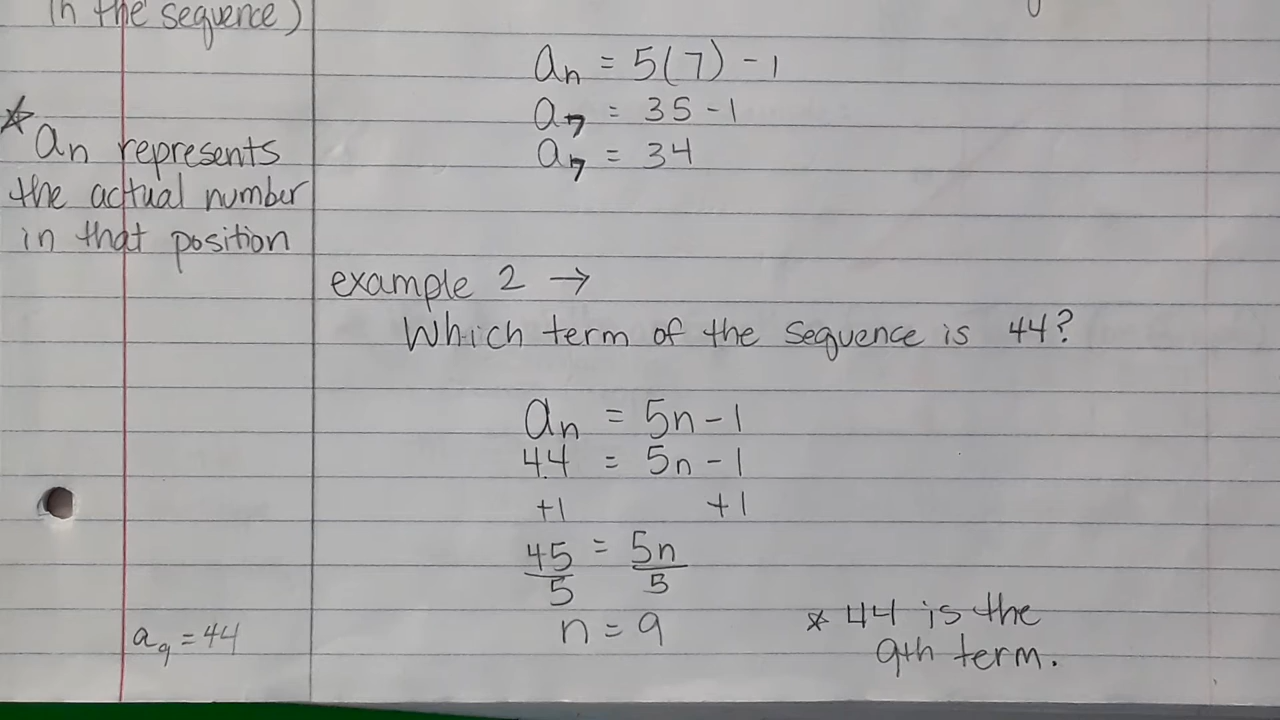 in the sequence)
aₙ = 5(7) - 1
a₇ = 35 - 1
a₇ = 34
☆ aₙ represents
the actual number
in that position
example 2 →
Which term of the sequence is 44?
aₙ = 5n - 1
44 = 5n - 1
+1 +1
45/5 = 5n/5
n = 9
* 44 is the
9th term.
a₉ = 44